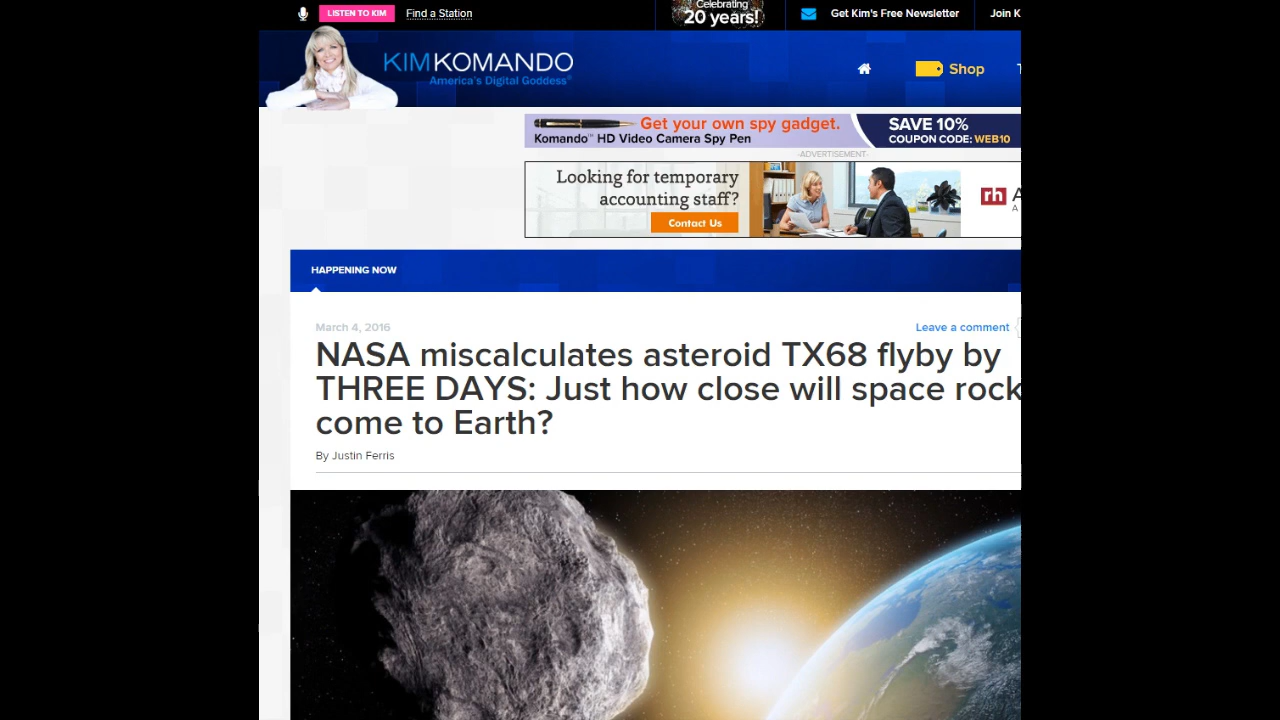 LISTEN TO KIM
Find a Station
Celebrating
20 years!
Get Kim's Free Newsletter
Join K
KIMKOMANDO
America's Digital Goddess®
Shop
Get your own spy gadget.
Komando™ HD Video Camera Spy Pen
SAVE 10%
COUPON CODE: WEB10
-ADVERTISEMENT-
Looking for temporary
accounting staff?
Contact Us
rh
A
HAPPENING NOW
March 4, 2016
Leave a comment
NASA miscalculates asteroid TX68 flyby by
THREE DAYS: Just how close will space rock
come to Earth?
By Justin Ferris